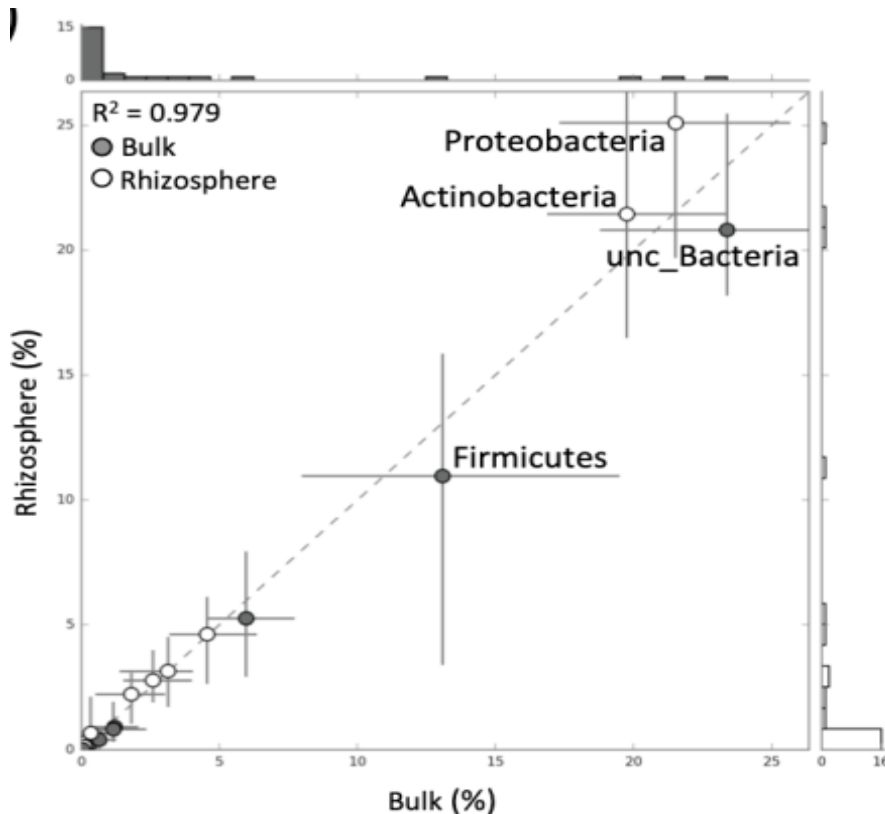 )
15
0
R² = 0.979
Bulk
Rhizosphere
Proteobacteria
Actinobacteria
unc_Bacteria
Firmicutes
25
20
15
10
5
0
Rhizosphere (%)
0 5 10 15 20 25
Bulk (%)
0 16